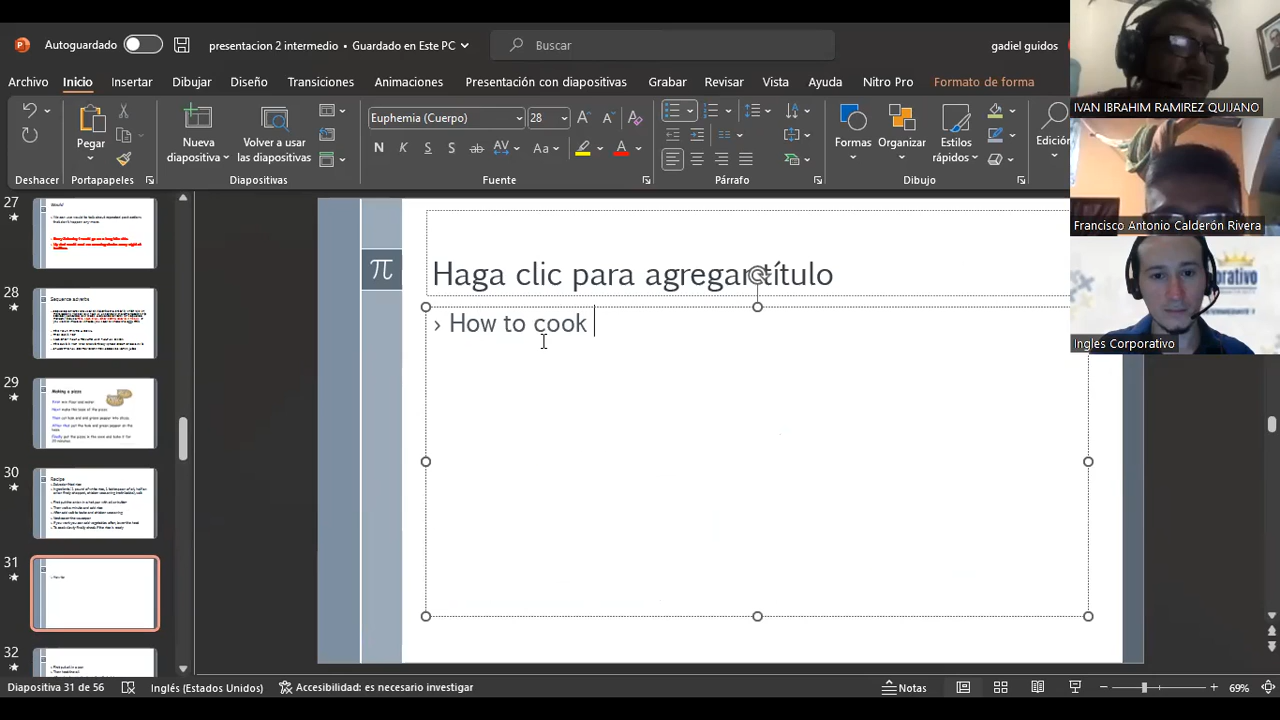 Autoguardado
presentacion 2 intermedio • Guardado en Este PC
Buscar
gadiel guidos
Archivo Inicio Insertar Dibujar Diseño Transiciones Animaciones Presentación con diapositivas Grabar Revisar Vista Ayuda Nitro Pro Formato de forma
Pegar
Nueva diapositiva
Volver a usar las diapositivas
Euphemia (Cuerpo) 28
N K S S ab AV Aa A
Formas
Organizar
Estilos rápidos
Edición
Deshacer Portapapeles Diapositivas Fuente Párrafo Dibujo
IVAN IBRAHIM RAMIREZ QUIJANO
Francisco Antonio Calderón Rivera
Ingles Corporativo
27
28
Sequence adverbs
29
Making a pizza
30
Recipe
31
32
π
Haga clic para agregar título
› How to cook
Diapositiva 31 de 56 Inglés (Estados Unidos) Accesibilidad: es necesario investigar Notas 69%